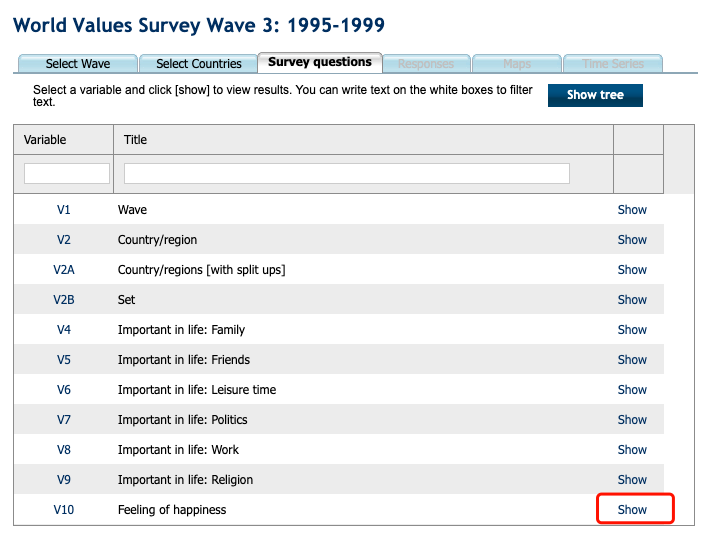 World Values Survey Wave 3: 1995-1999
Select Wave Select Countries Survey questions Responses Maps Time Series
Select a variable and click [show] to view results. You can write text on the white boxes to filter
text.
Show tree
Variable Title
V1 Wave Show
V2 Country/region Show
V2A Country/regions [with split ups] Show
V2B Set Show
V4 Important in life: Family Show
V5 Important in life: Friends Show
V6 Important in life: Leisure time Show
V7 Important in life: Politics Show
V8 Important in life: Work Show
V9 Important in life: Religion Show
V10 Feeling of happiness Show